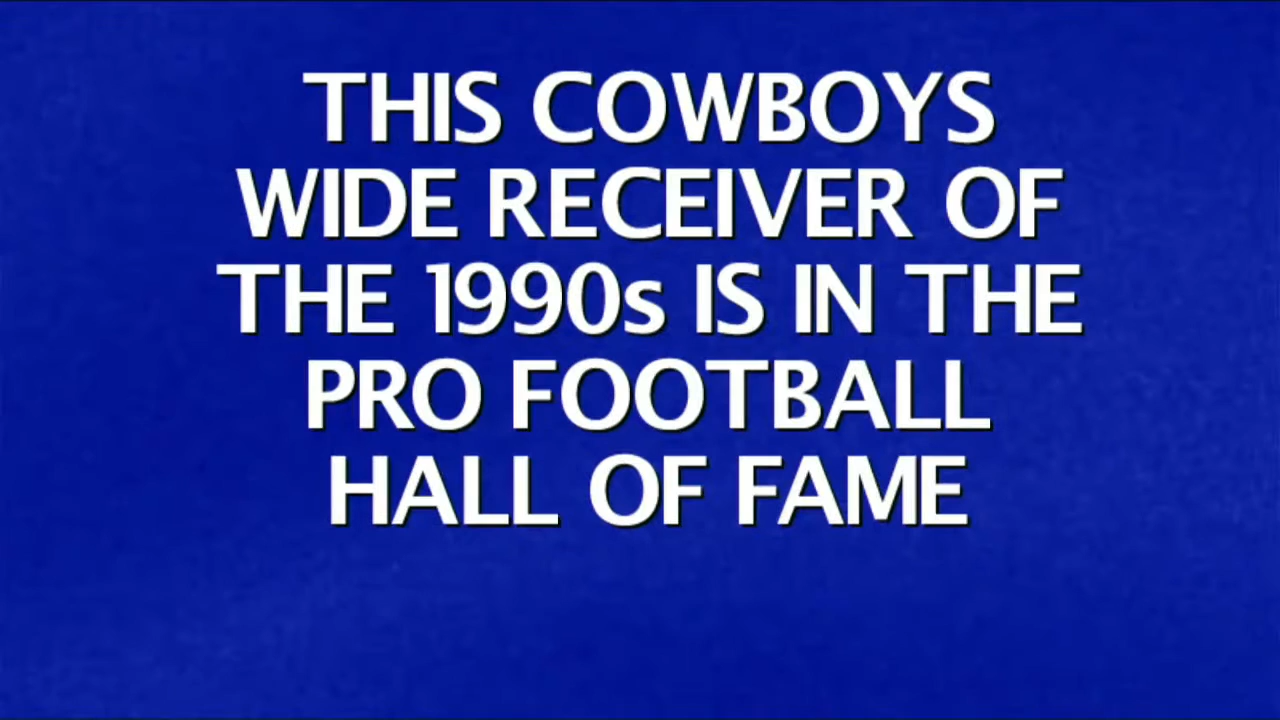 THIS COWBOYS
WIDE RECEIVER OF
THE 1990s IS IN THE
PRO FOOTBALL
HALL OF FAME